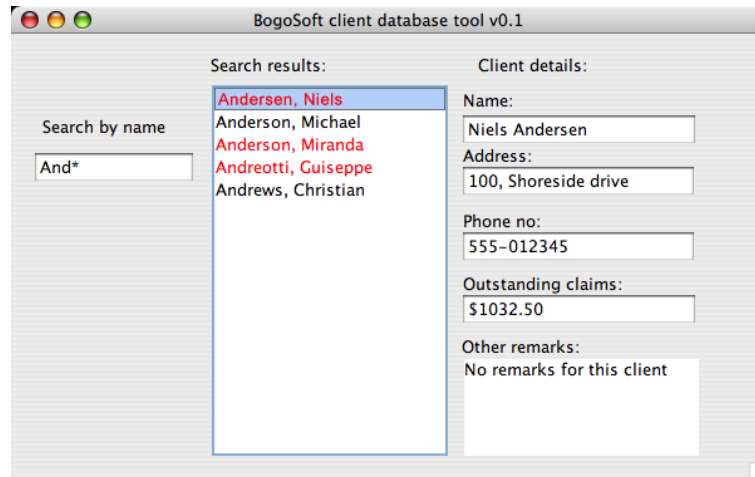 BogoSoft client database tool v0.1
Search by name
And*
Search results:
Andersen, Niels
Anderson, Michael
Anderson, Miranda
Andreotti, Guiseppe
Andrews, Christian
Client details:
Name:
Niels Andersen
Address:
100, Shoreside drive
Phone no:
555-012345
Outstanding claims:
$1032.50
Other remarks:
No remarks for this client